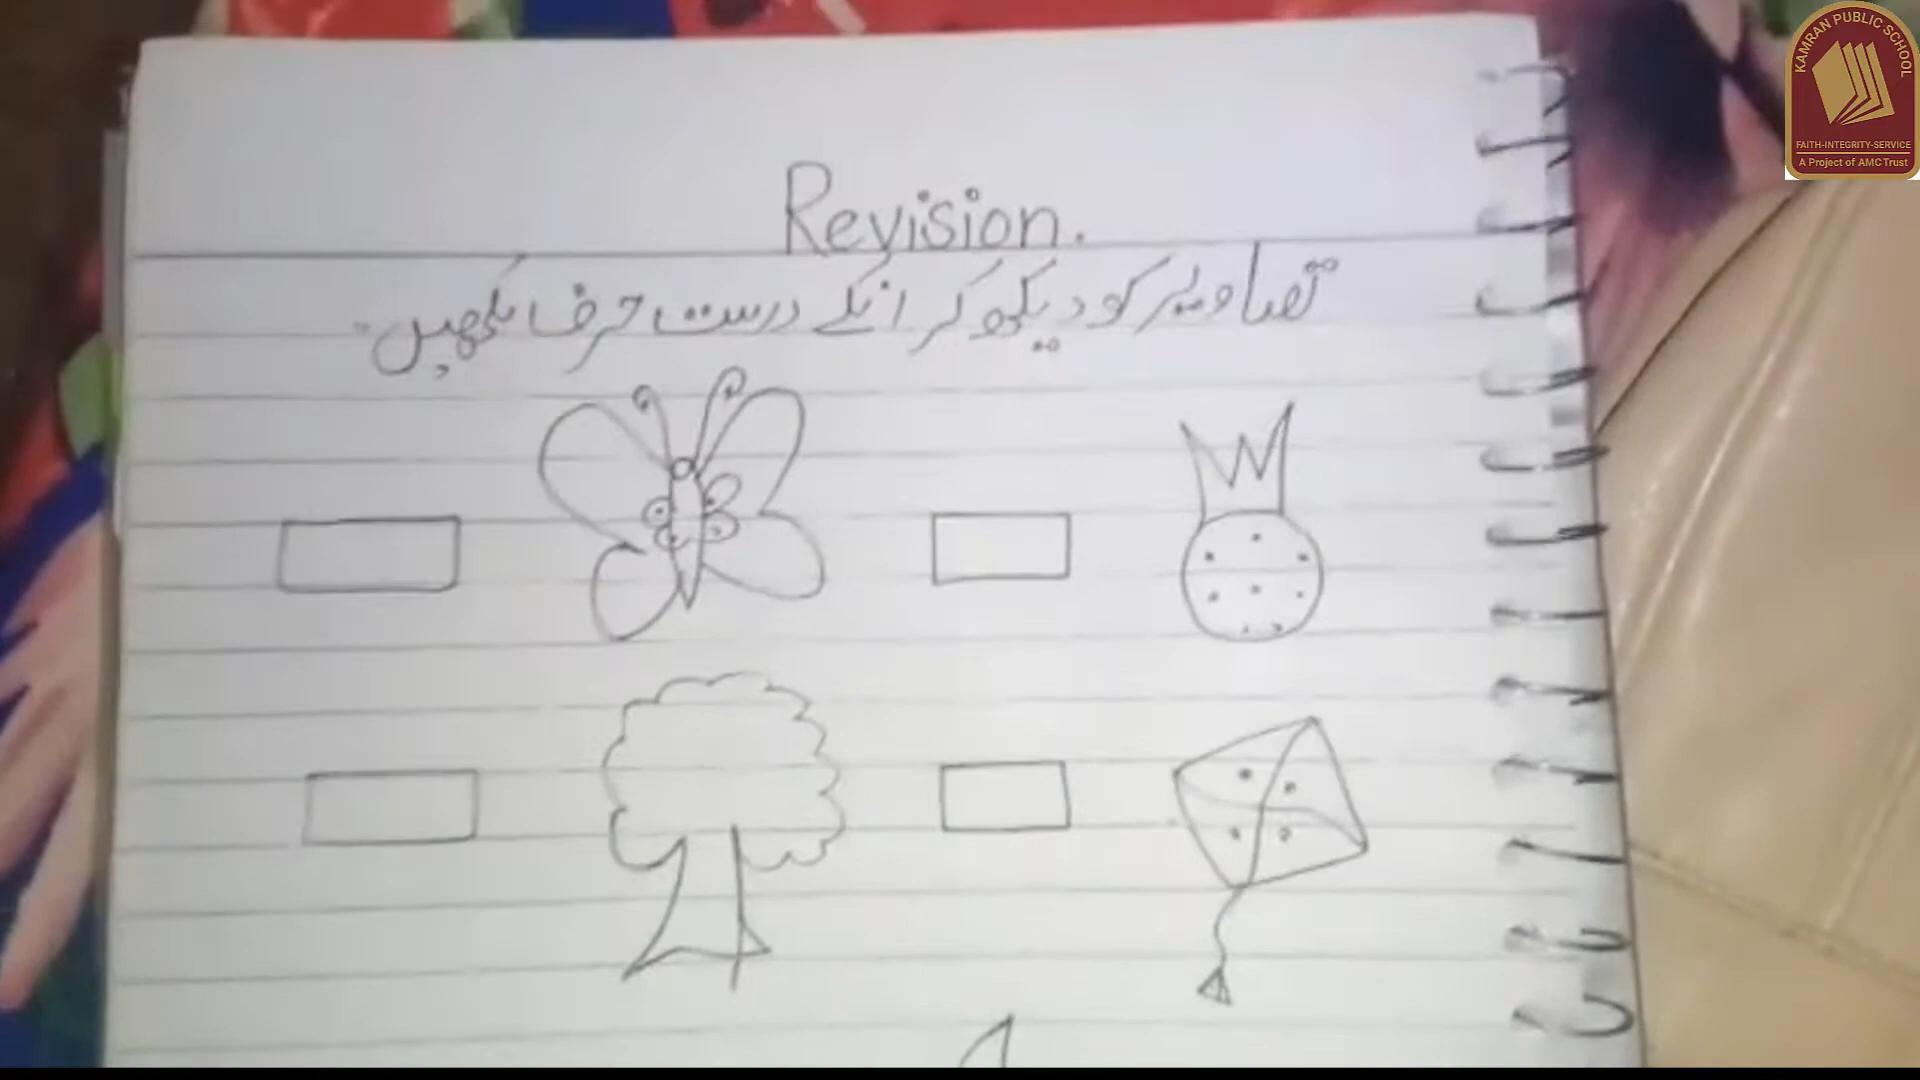 Revision.
تصاویر کو دیکھ کر انکے درست حرف لکھیں۔
KAMRAN PUBLIC SCHOOL
FAITH-INTEGRITY-SERVICE
A Project of AMC Trust